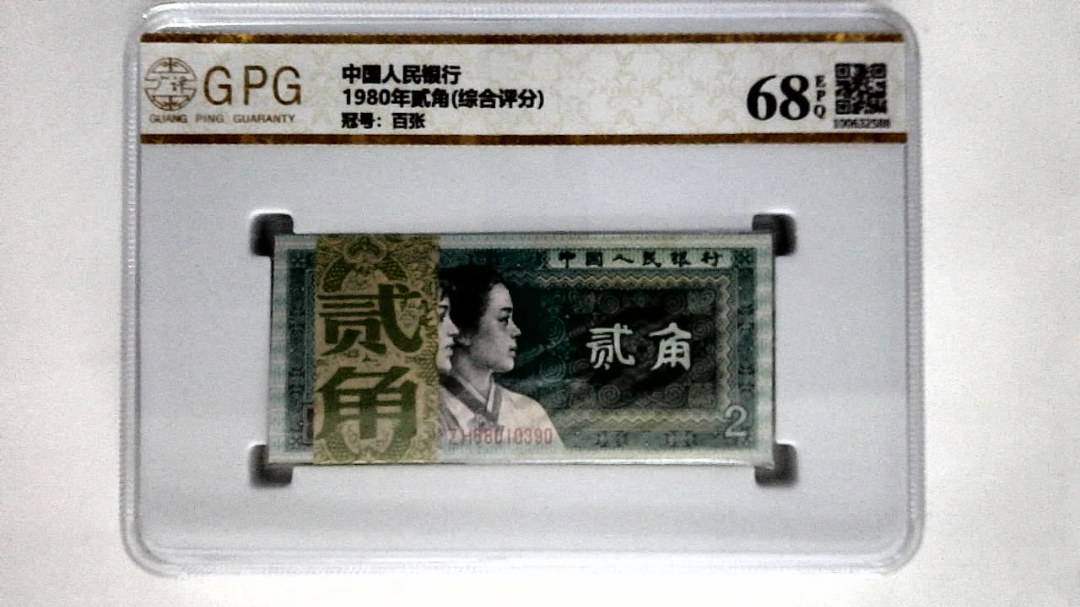 广评
GPG
GUANG PING GUARANTY
中国人民银行
1980年贰角(综合评分)
冠号：百张
68
EPQ
中国人民银行
贰角
贰角
2